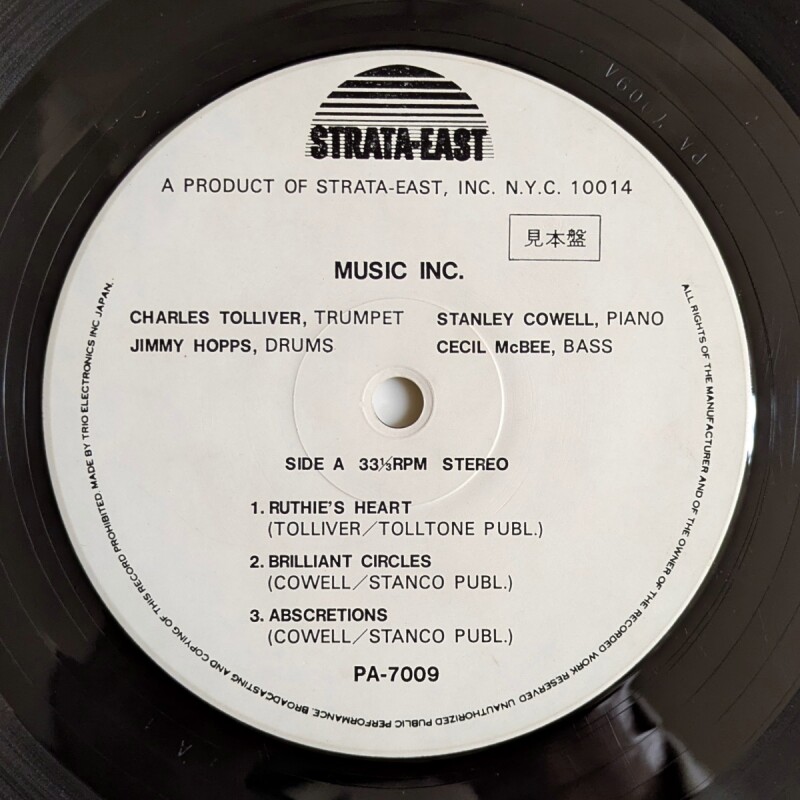 STRATA-EAST
A PRODUCT OF STRATA-EAST, INC. N.Y.C. 10014
見本盤
MUSIC INC.
CHARLES TOLLIVER, TRUMPET STANLEY COWELL, PIANO
JIMMY HOPPS, DRUMS CECIL McBEE, BASS
SIDE A 33⅓RPM STEREO
1. RUTHIE'S HEART
(TOLLIVER/TOLLTONE PUBL.)
2. BRILLIANT CIRCLES
(COWELL/STANCO PUBL.)
3. ABSCRETIONS
(COWELL/STANCO PUBL.)
PA-7009
ALL RIGHTS OF THE MANUFACTURER AND OF THE OWNER OF THE RECORDED WORK RESERVED UNAUTHORIZED PUBLIC PERFORMANCE, BROADCASTING AND COPYING OF THIS RECORD PROHIBITED. MADE BY TRIO ELECTRONICS INC JAPAN.
PA 7009A